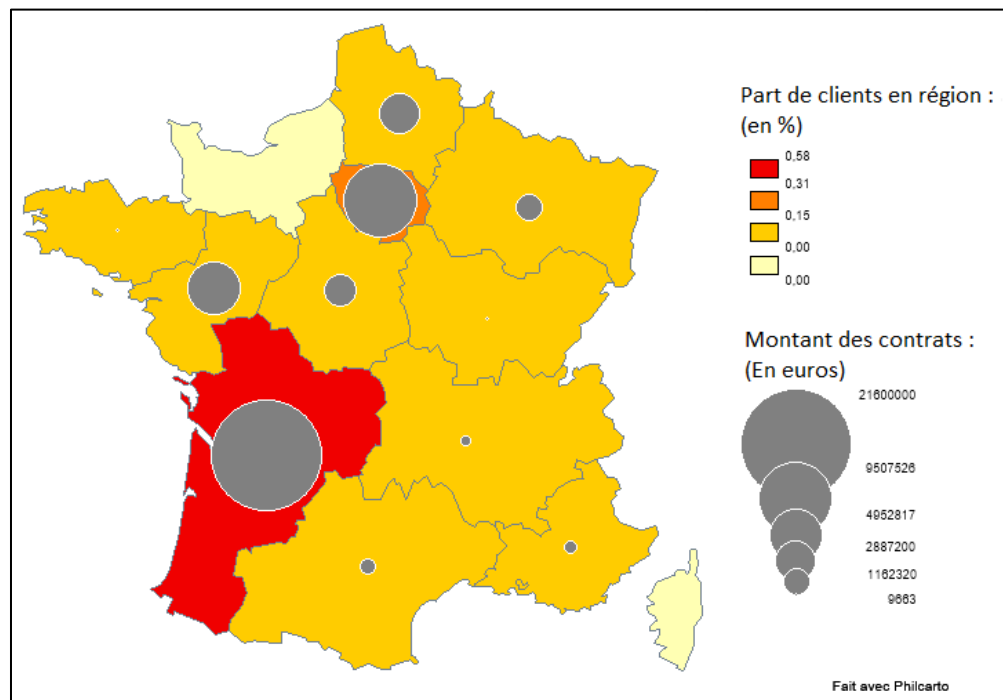 Part de clients en région :
(en %)
0,58
0,31
0,15
0,00
0,00
Montant des contrats :
(En euros)
21600000
9507526
4952817
2887200
1162320
9663
Fait avec Philcarto